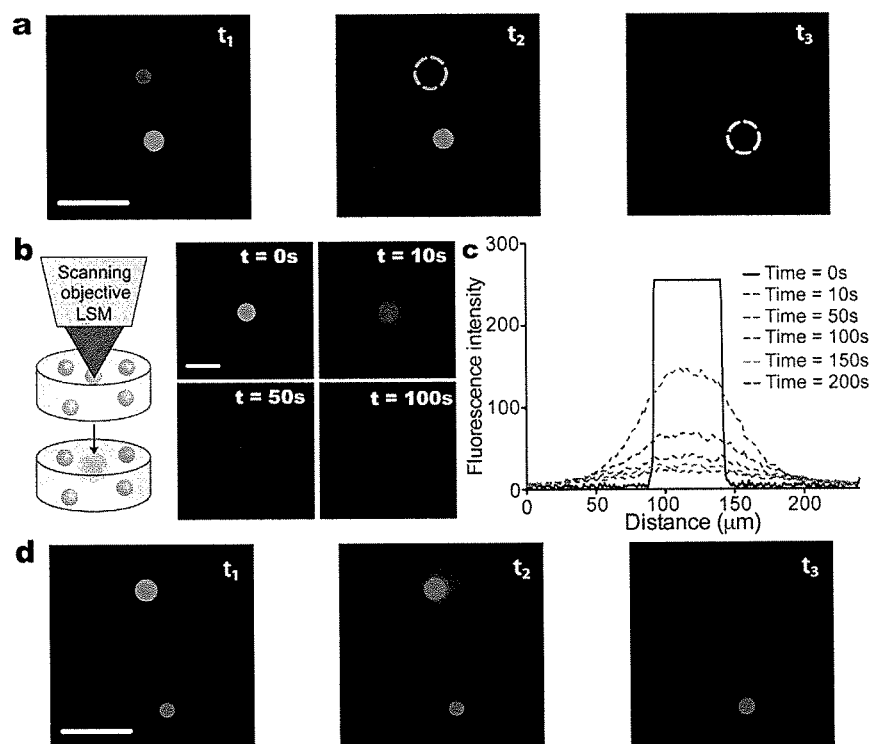 a
t1
t2
t3
b
Scanning
objective
LSM
t = 0s
t = 10s
t = 50s
t = 100s
c
300
200
100
0
Fluorescence intensity
0
50
100
150
200
Distance (μm)
Time = 0s
Time = 10s
Time = 50s
Time = 100s
Time = 150s
Time = 200s
d
t1
t2
t3